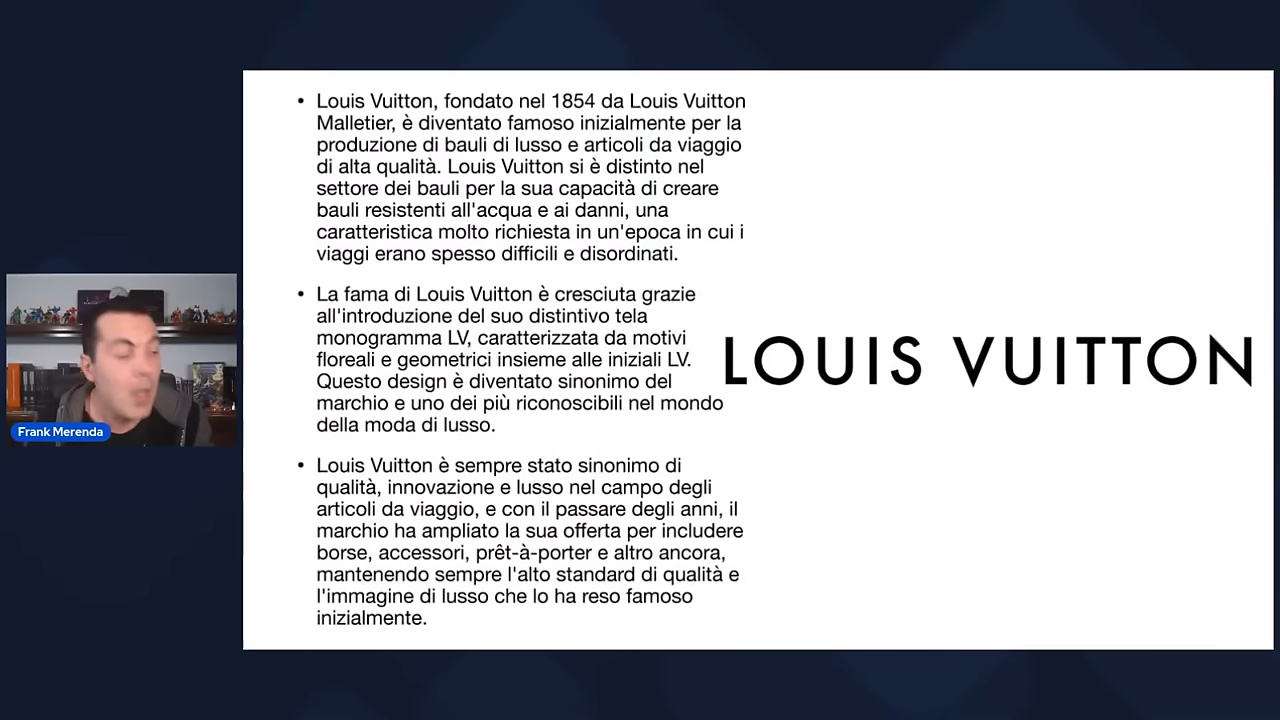 • Louis Vuitton, fondato nel 1854 da Louis Vuitton
Malletier, è diventato famoso inizialmente per la
produzione di bauli di lusso e articoli da viaggio
di alta qualità. Louis Vuitton si è distinto nel
settore dei bauli per la sua capacità di creare
bauli resistenti all'acqua e ai danni, una
caratteristica molto richiesta in un'epoca in cui i
viaggi erano spesso difficili e disordinati.
• La fama di Louis Vuitton è cresciuta grazie
all'introduzione del suo distintivo tela
monogramma LV, caratterizzata da motivi
floreali e geometrici insieme alle iniziali LV.
Questo design è diventato sinonimo del
marchio e uno dei più riconoscibili nel mondo
della moda di lusso.
• Louis Vuitton è sempre stato sinonimo di
qualità, innovazione e lusso nel campo degli
articoli da viaggio, e con il passare degli anni, il
marchio ha ampliato la sua offerta per includere
borse, accessori, prêt-à-porter e altro ancora,
mantenendo sempre l'alto standard di qualità e
l'immagine di lusso che lo ha reso famoso
inizialmente.
LOUIS VUITTON
Frank Merenda